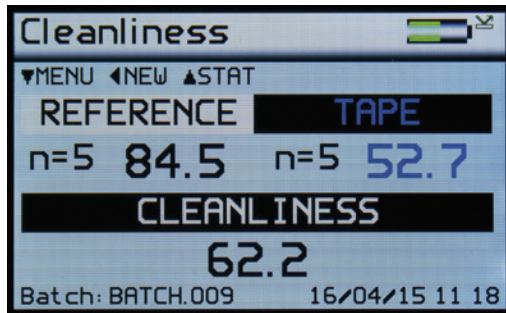 Cleanliness
▼MENU ◀NEW ▲STAT
REFERENCE TAPE
n=5 84.5 n=5 52.7
CLEANLINESS
62.2
Batch: BATCH.009 16/04/15 11 18